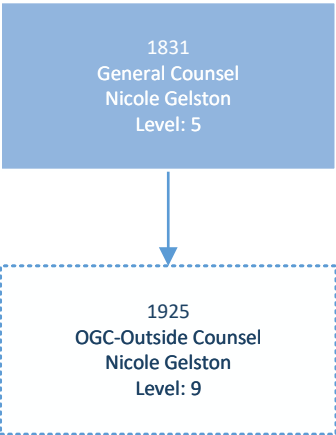 1831
General Counsel
Nicole Gelston
Level: 5
1925
OGC-Outside Counsel
Nicole Gelston
Level: 9